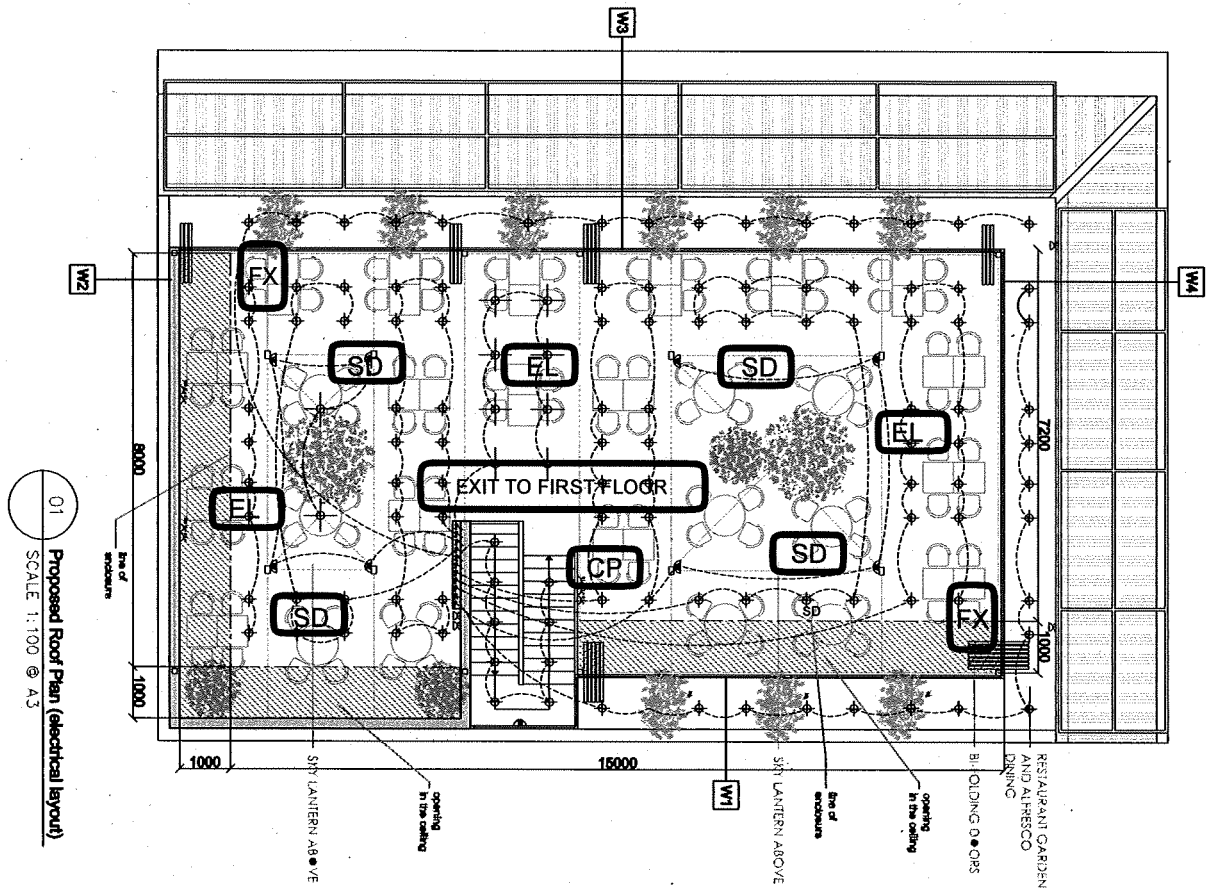 W3
W2
W4
FX
SD
EL
SD
EL
EXIT TO FIRST FLOOR
EL
CP
SD
SD
SD
FX
8000
1000
7200
1000
1000
15000
W1
line of
enclosure
01
Proposed Roof Plan (electrical layout)
SCALE 1:100 @ A3
SKY LANTERN ABOVE
opening
in the ceiling
SKY LANTERN ABOVE
line of
enclosure
opening
in the ceiling
BI-FOLDING DOORS
RESTAURANT GARDEN
AND ALFRESCO
DINING